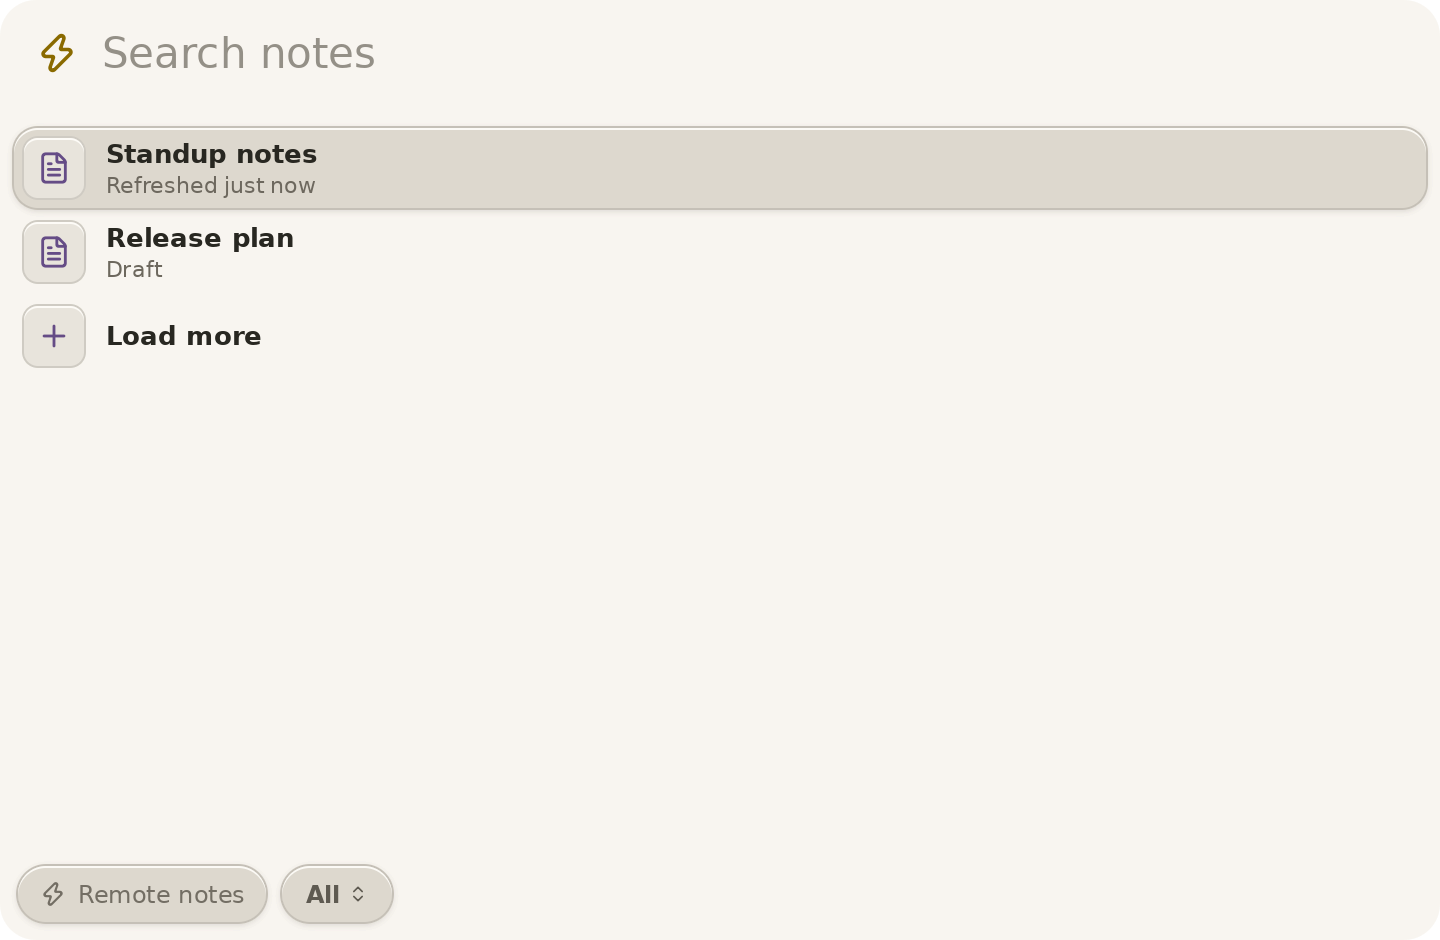 Search notes
Standup notes
Refreshed just now
Release plan
Draft
Load more
Remote notes
All